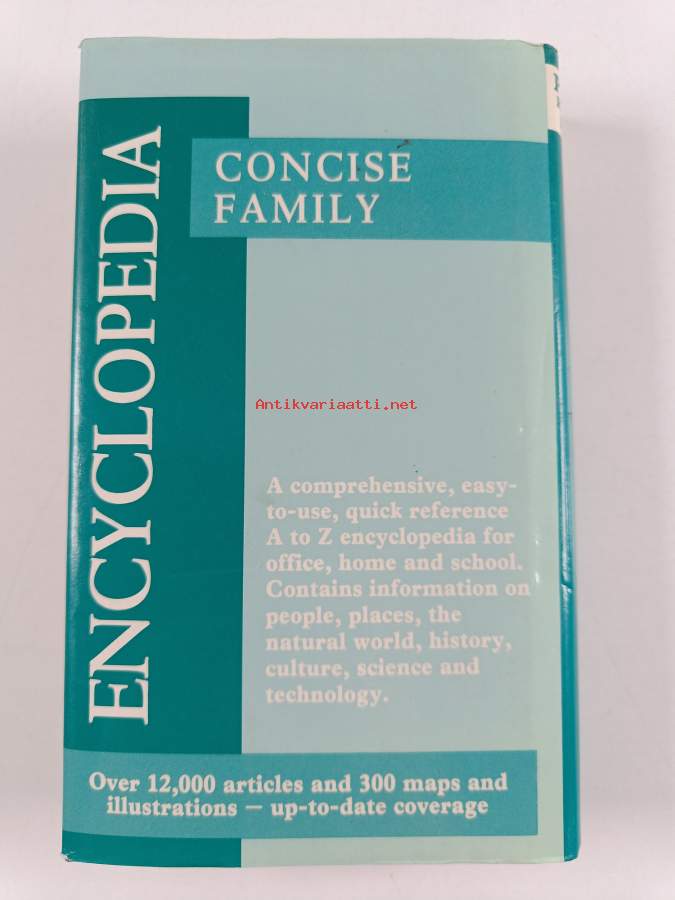 CONCISE
FAMILY
ENCYCLOPEDIA
Antikvariaatti.net
A comprehensive, easy-
to-use, quick reference
A to Z encyclopedia for
office, home and school.
Contains information on
people, places, the
natural world, history,
culture, science and
technology.
Over 12,000 articles and 300 maps and
illustrations – up-to-date coverage